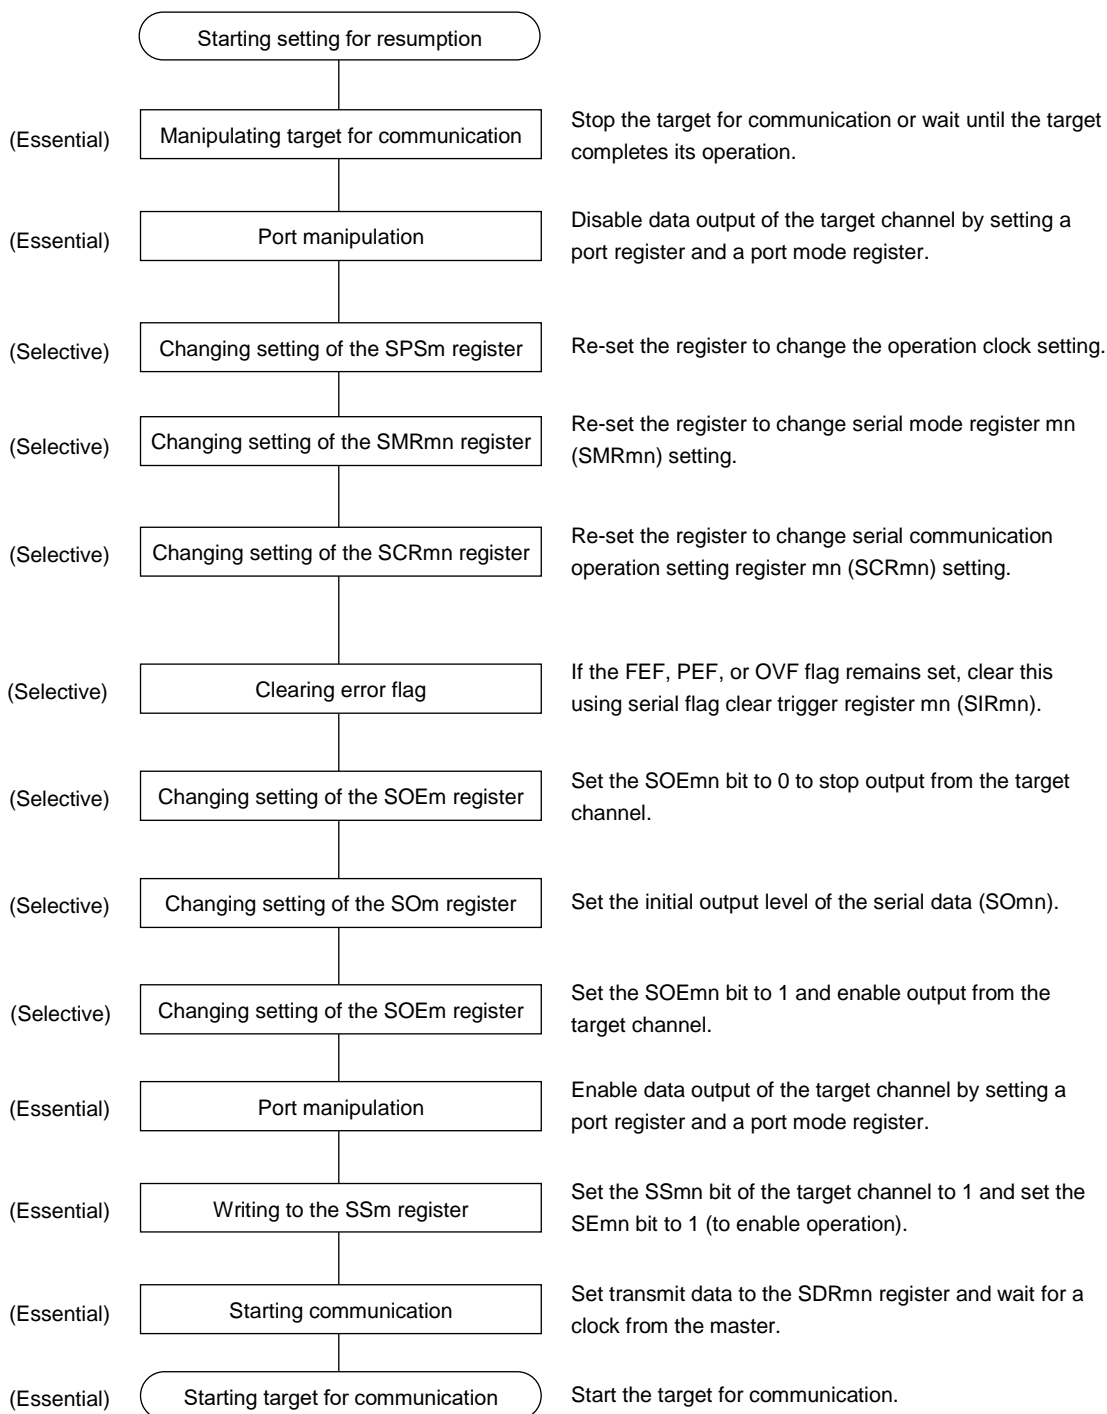 Starting setting for resumption
(Essential)
Manipulating target for communication
Stop the target for communication or wait until the target
completes its operation.
(Essential)
Port manipulation
Disable data output of the target channel by setting a
port register and a port mode register.
(Selective)
Changing setting of the SPSm register
Re-set the register to change the operation clock setting.
(Selective)
Changing setting of the SMRmn register
Re-set the register to change serial mode register mn
(SMRmn) setting.
(Selective)
Changing setting of the SCRmn register
Re-set the register to change serial communication
operation setting register mn (SCRmn) setting.
(Selective)
Clearing error flag
If the FEF, PEF, or OVF flag remains set, clear this
using serial flag clear trigger register mn (SIRmn).
(Selective)
Changing setting of the SOEm register
Set the SOEmn bit to 0 to stop output from the target
channel.
(Selective)
Changing setting of the SOm register
Set the initial output level of the serial data (SOmn).
(Selective)
Changing setting of the SOEm register
Set the SOEmn bit to 1 and enable output from the
target channel.
(Essential)
Port manipulation
Enable data output of the target channel by setting a
port register and a port mode register.
(Essential)
Writing to the SSm register
Set the SSmn bit of the target channel to 1 and set the
SEmn bit to 1 (to enable operation).
(Essential)
Starting communication
Set transmit data to the SDRmn register and wait for a
clock from the master.
(Essential)
Starting target for communication
Start the target for communication.